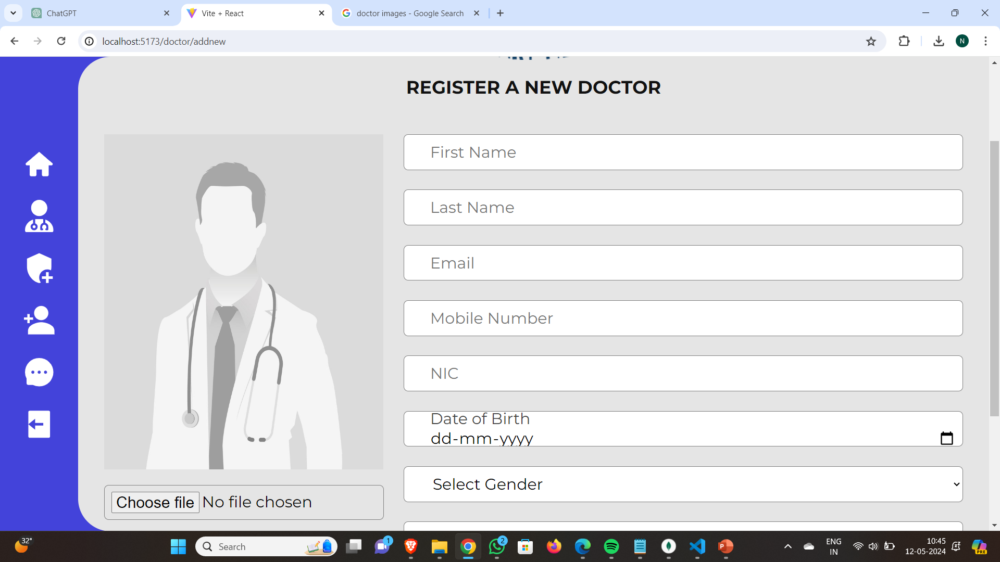 ChatGPT
Vite + React
doctor images - Google Search
localhost:5173/doctor/addnew
N
REGISTER A NEW DOCTOR
First Name
Last Name
Email
Mobile Number
NIC
Date of Birth
dd-mm-yyyy
Select Gender
Choose file No file chosen
32°
Search
1
2
P
ENG
IN
10:45
12-05-2024
PRE